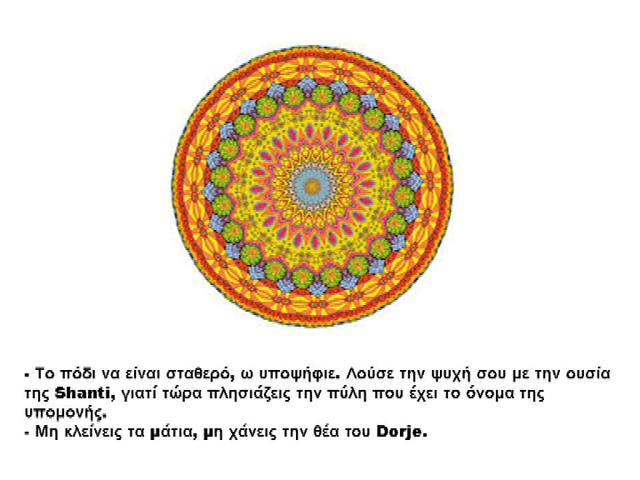 - Το πόδι να είναι σταθερό, ω υποψήφιε. Λούσε την ψυχή σου με την ουσία
της Shanti, γιατί τώρα πλησιάζεις την πύλη που έχει το όνομα της
υπομονής.
- Μη κλείνεις τα μάτια, μη χάνεις την θέα του Dorje.